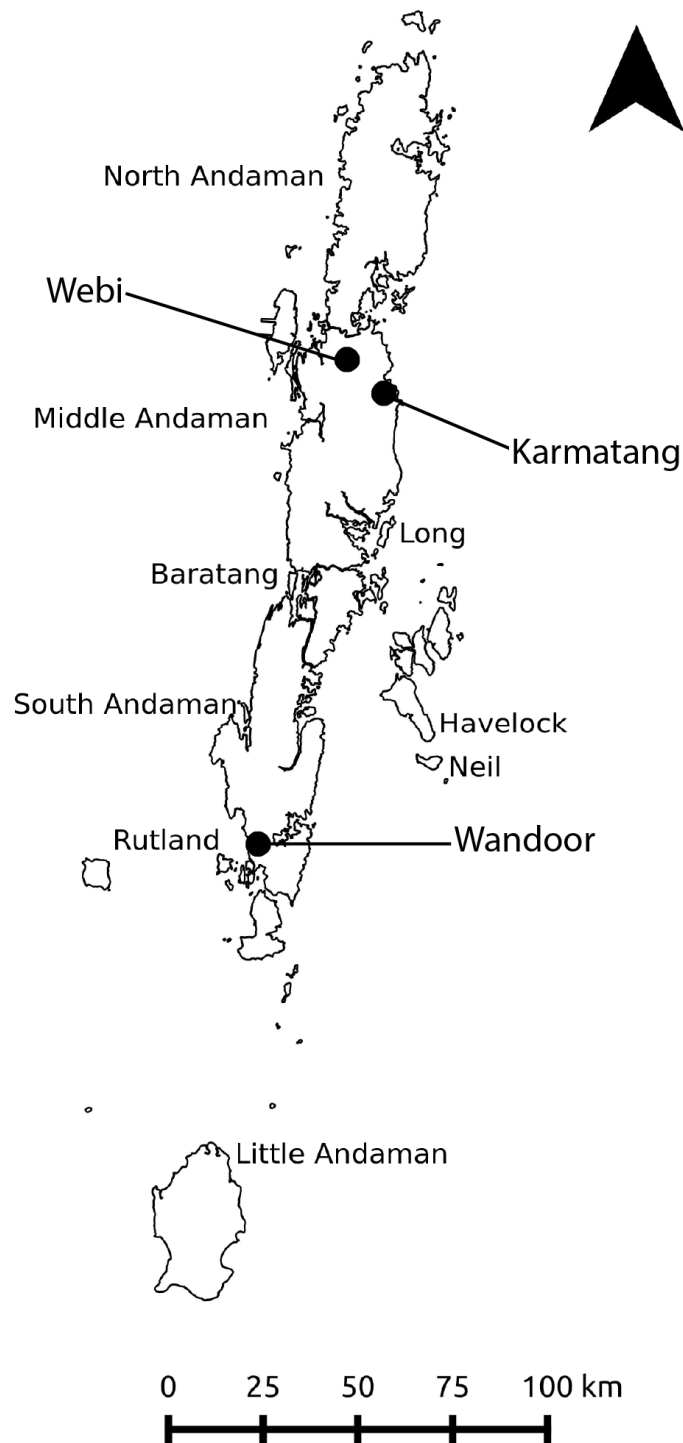 North Andaman
Webi
Middle Andaman
Karmatang
Long
Baratang
South Andaman
Havelock
Neil
Rutland
Wandoor
Little Andaman
0 25 50 75 100 km